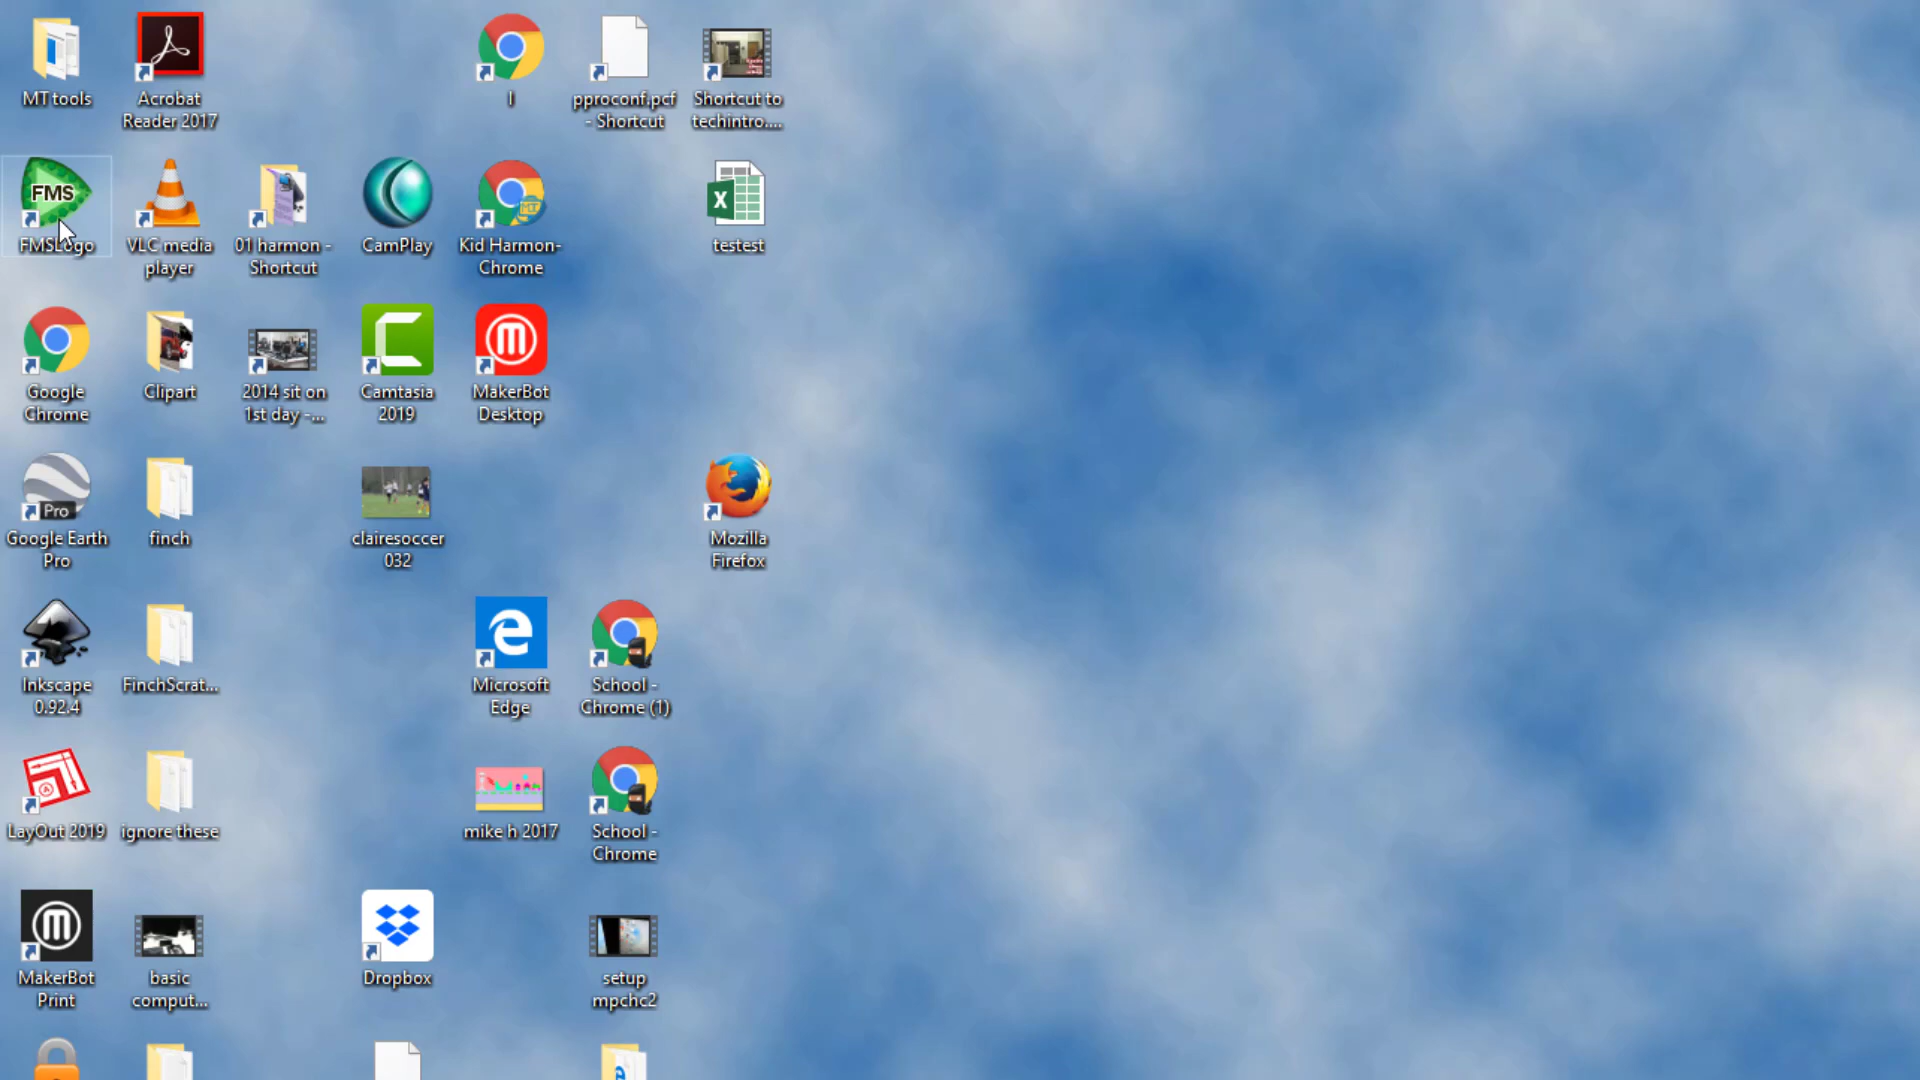 MT tools
Acrobat
Reader 2017
I
pproconf.pcf
- Shortcut
Shortcut to
techintro....
FMS
FMSLogo
VLC media
player
01 harmon -
Shortcut
CamPlay
MT
Kid Harmon-
Chrome
X
testest
Google
Chrome
Clipart
2014 sit on
1st day -...
Camtasia
2019
MakerBot
Desktop
Pro
Google Earth
Pro
finch
clairesoccer
032
Mozilla
Firefox
Inkscape
0.92.4
FinchScrat...
Microsoft
Edge
School -
Chrome (1)
A
LayOut 2019
ignore these
mike h 2017
School -
Chrome
MakerBot
Print
basic
comput...
Dropbox
setup
mpchc2